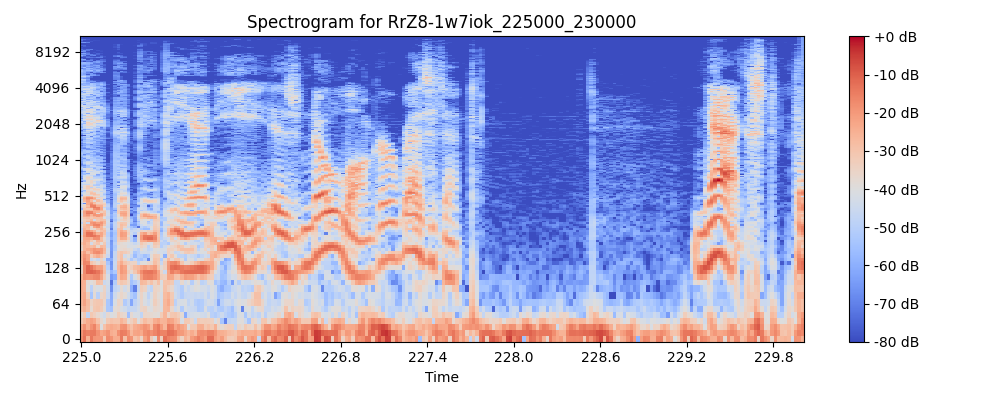 Spectrogram for RrZ8-1w7iok_225000_230000
Hz
8192
4096
2048
1024
512
256
128
64
0
225.0 225.6 226.2 226.8 227.4 228.0 228.6 229.2 229.8
Time
+0 dB
-10 dB
-20 dB
-30 dB
-40 dB
-50 dB
-60 dB
-70 dB
-80 dB